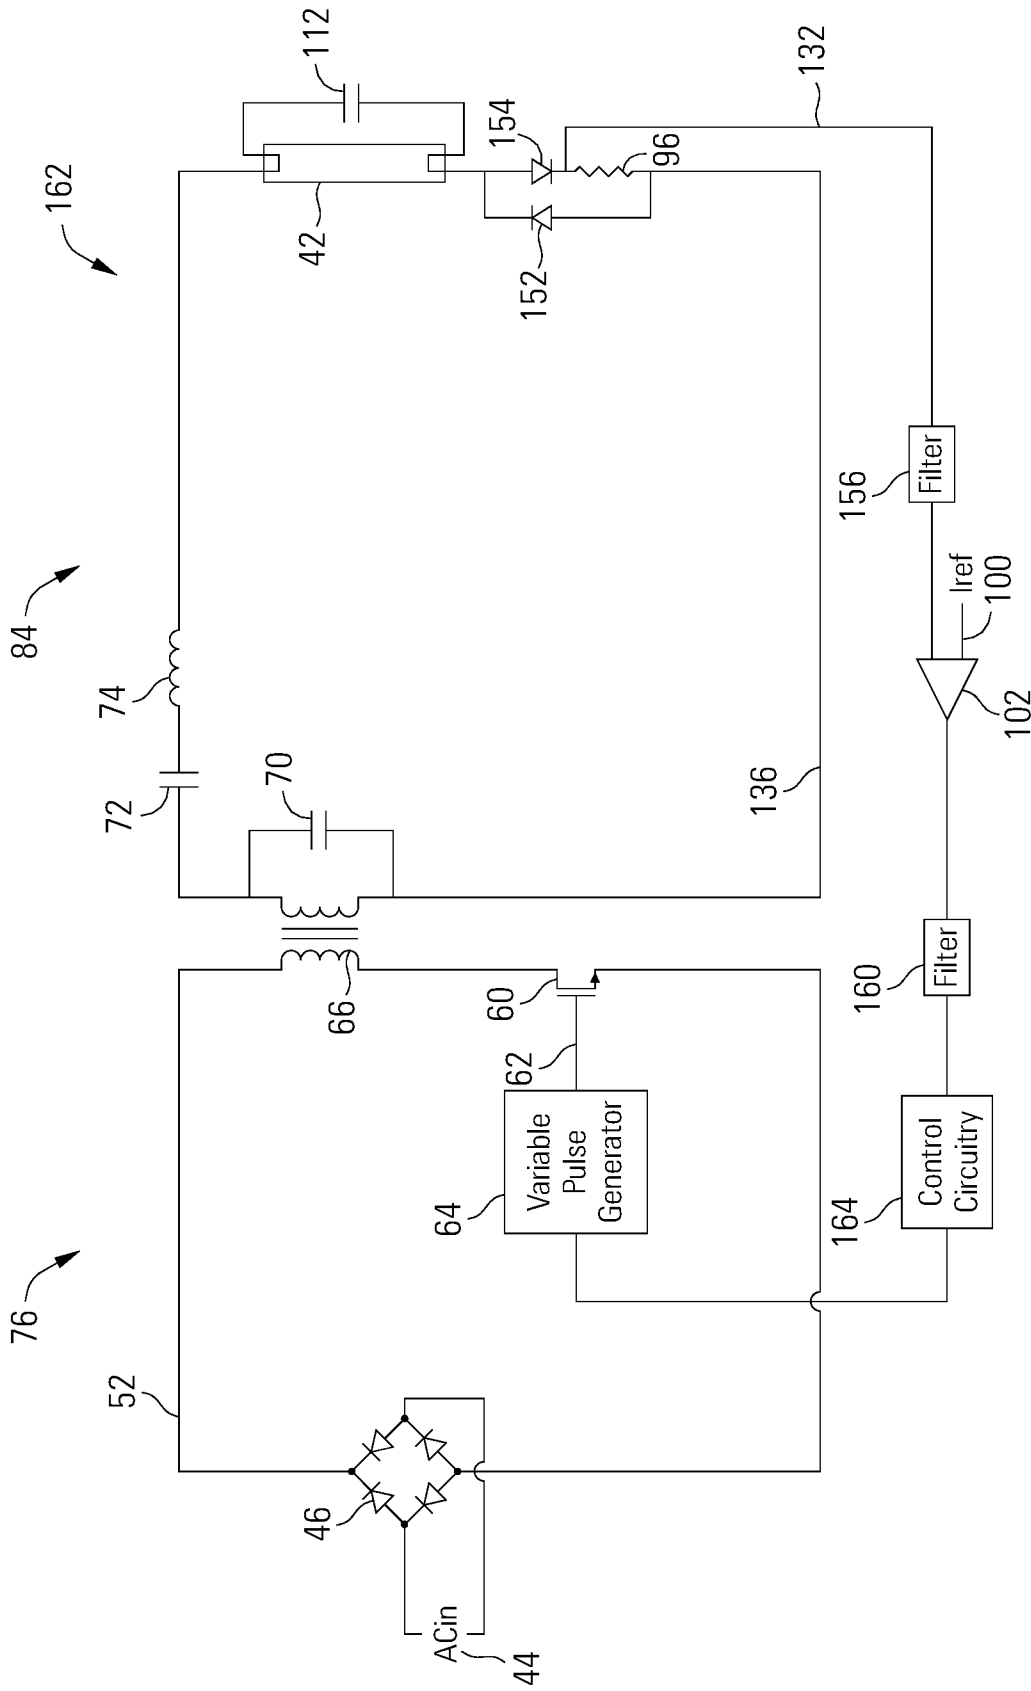 76
84
162
52
72
74
112
42
70
66
46
154
152
96
60
62
Variable
Pulse
Generator
64
ACin
44
136
132
164
Control
Circuitry
160
Filter
102
Iref
100
156
Filter